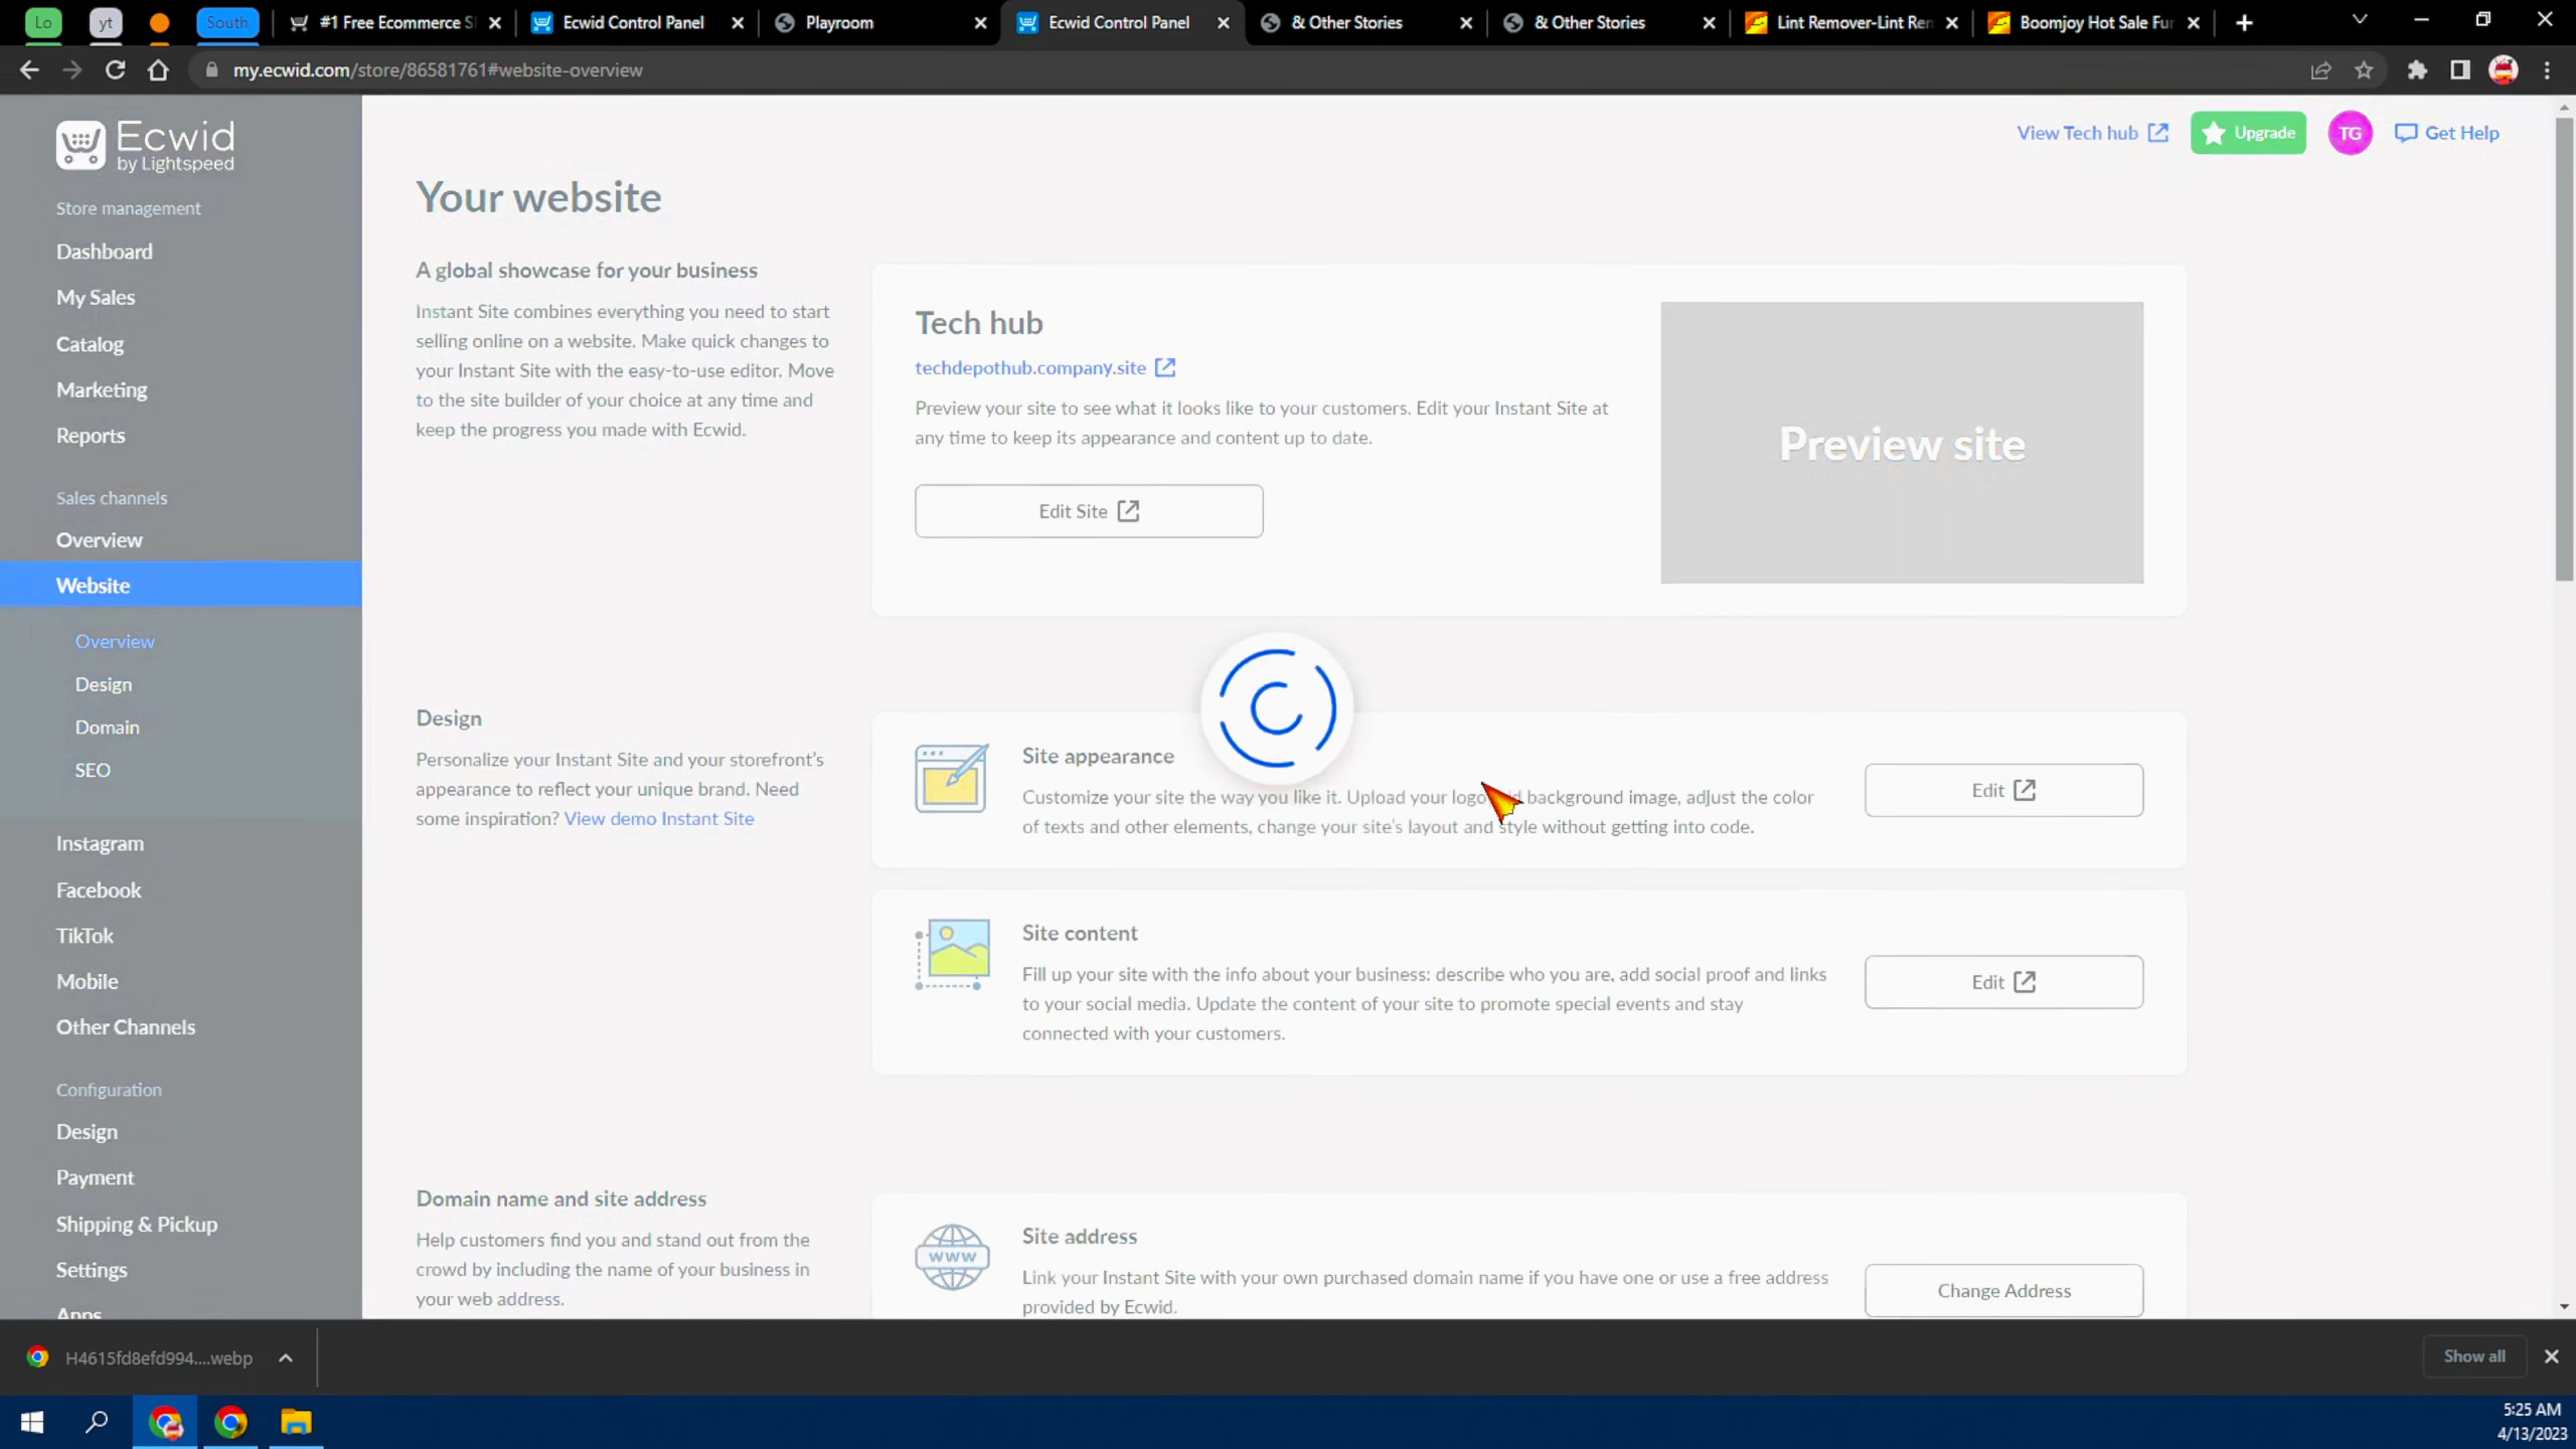 Lo
yt
South
#1 Free Ecommerce S
Ecwid Control Panel
Playroom
Ecwid Control Panel
& Other Stories
& Other Stories
Lint Remover-Lint Rem
Boomjoy Hot Sale Fur
my.ecwid.com/store/86581761#website-overview
Ecwid
by Lightspeed
View Tech hub
Upgrade
TG
Get Help
Store management
Dashboard
My Sales
Catalog
Marketing
Reports
Sales channels
Overview
Website
Overview
Design
Domain
SEO
Instagram
Facebook
TikTok
Mobile
Other Channels
Configuration
Design
Payment
Shipping & Pickup
Settings
Apps
Your website
A global showcase for your business
Instant Site combines everything you need to start
selling online on a website. Make quick changes to
your Instant Site with the easy-to-use editor. Move
to the site builder of your choice at any time and
keep the progress you made with Ecwid.
Tech hub
techdepothub.company.site
Preview your site to see what it looks like to your customers. Edit your Instant Site at
any time to keep its appearance and content up to date.
Edit Site
Preview site
Design
Personalize your Instant Site and your storefront's
appearance to reflect your unique brand. Need
some inspiration? View demo Instant Site
Site appearance
Customize your site the way you like it. Upload your logo background image, adjust the color
of texts and other elements, change your site's layout and style without getting into code.
Edit
Site content
Fill up your site with the info about your business: describe who you are, add social proof and links
to your social media. Update the content of your site to promote special events and stay
connected with your customers.
Edit
Domain name and site address
Help customers find you and stand out from the
crowd by including the name of your business in
your web address.
WWW
Site address
Link your Instant Site with your own purchased domain name if you have one or use a free address
provided by Ecwid.
Change Address
H4615fd8efd994....webp
Show all
5:25 AM
4/13/2023